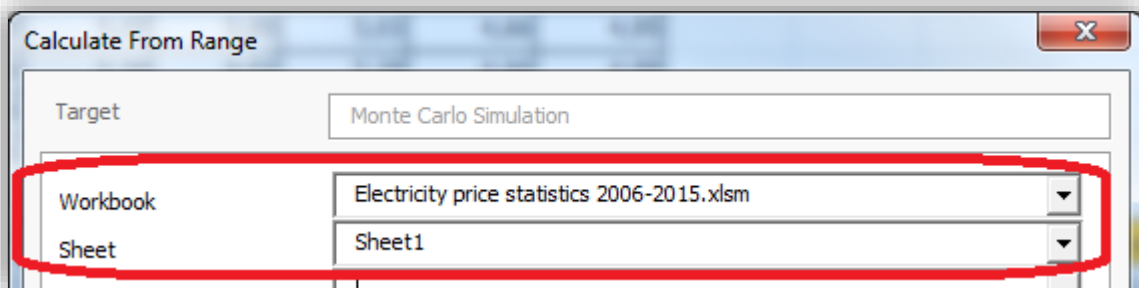 Calculate From Range
Target Monte Carlo Simulation
Workbook Electricity price statistics 2006-2015.xlsm
Sheet Sheet1